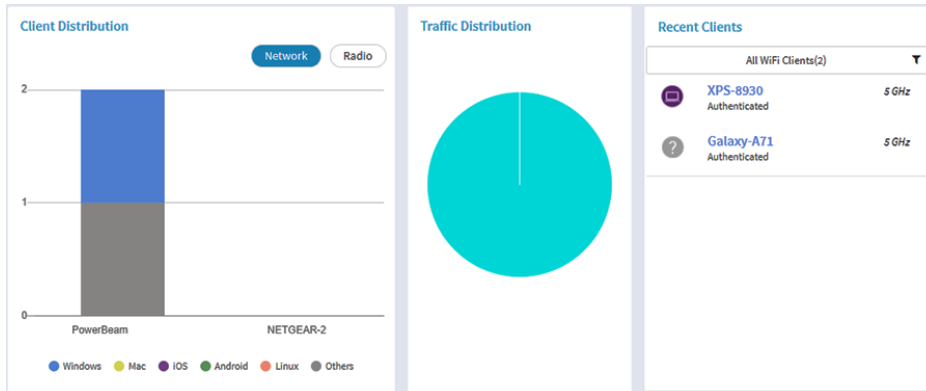 Client Distribution
Network
Radio
2
1
0
PowerBeam
NETGEAR-2
Windows
Mac
iOS
Android
Linux
Others
Traffic Distribution
Recent Clients
All WiFi Clients(2)
XPS-8930
5 GHz
Authenticated
?
Galaxy-A71
5 GHz
Authenticated